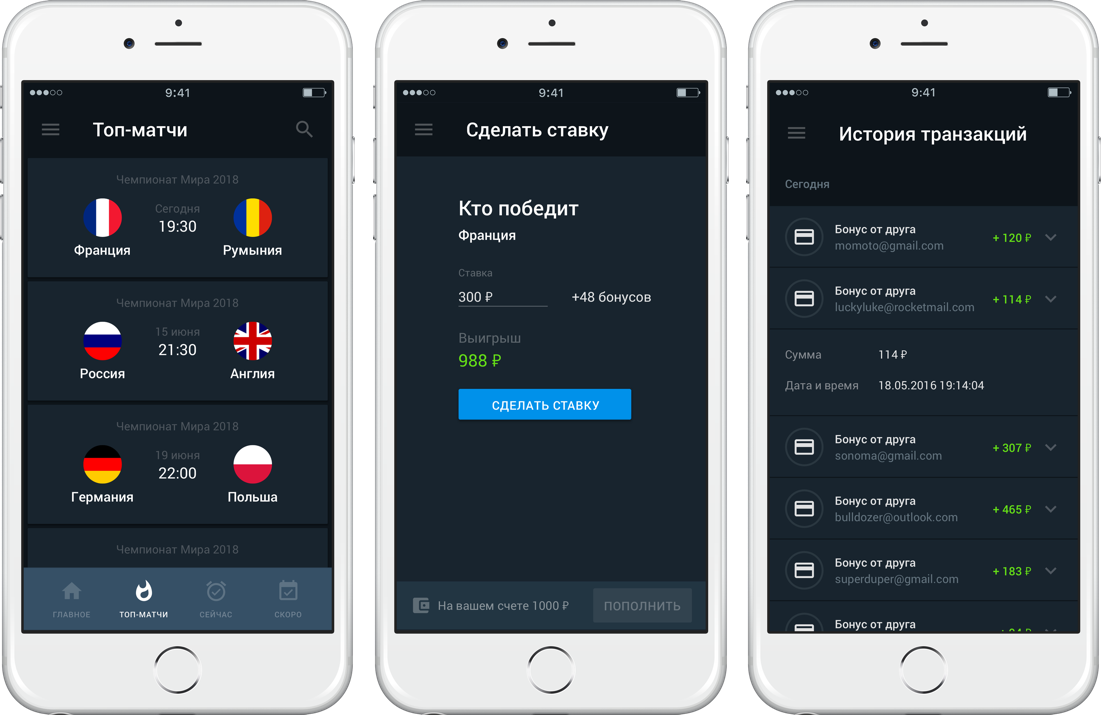 9:41
Топ-матчи
Чемпионат Мира 2018
Сегодня
19:30
Франция
Румыния
Чемпионат Мира 2018
15 июня
21:30
Россия
Англия
Чемпионат Мира 2018
19 июня
22:00
Германия
Польша
Чемпионат Мира 2018
ГЛАВНОЕ
ТОП-МАТЧИ
СЕЙЧАС
СКОРО
9:41
Сделать ставку
Кто победит
Франция
Ставка
300 ₽ +48 бонусов
Выигрыш
988 ₽
СДЕЛАТЬ СТАВКУ
На вашем счете 1000 ₽ ПОПОЛНИТЬ
9:41
История транзакций
Сегодня
Бонус от друга
momoto@gmail.com
+ 120 ₽
Бонус от друга
luckyluke@rocketmail.com
+ 114 ₽
Сумма 114 ₽
Дата и время 18.05.2016 19:14:04
Бонус от друга
sonoma@gmail.com
+ 307 ₽
Бонус от друга
bulldozer@outlook.com
+ 465 ₽
Бонус от друга
superduper@gmail.com
+ 183 ₽
Бонус от друга